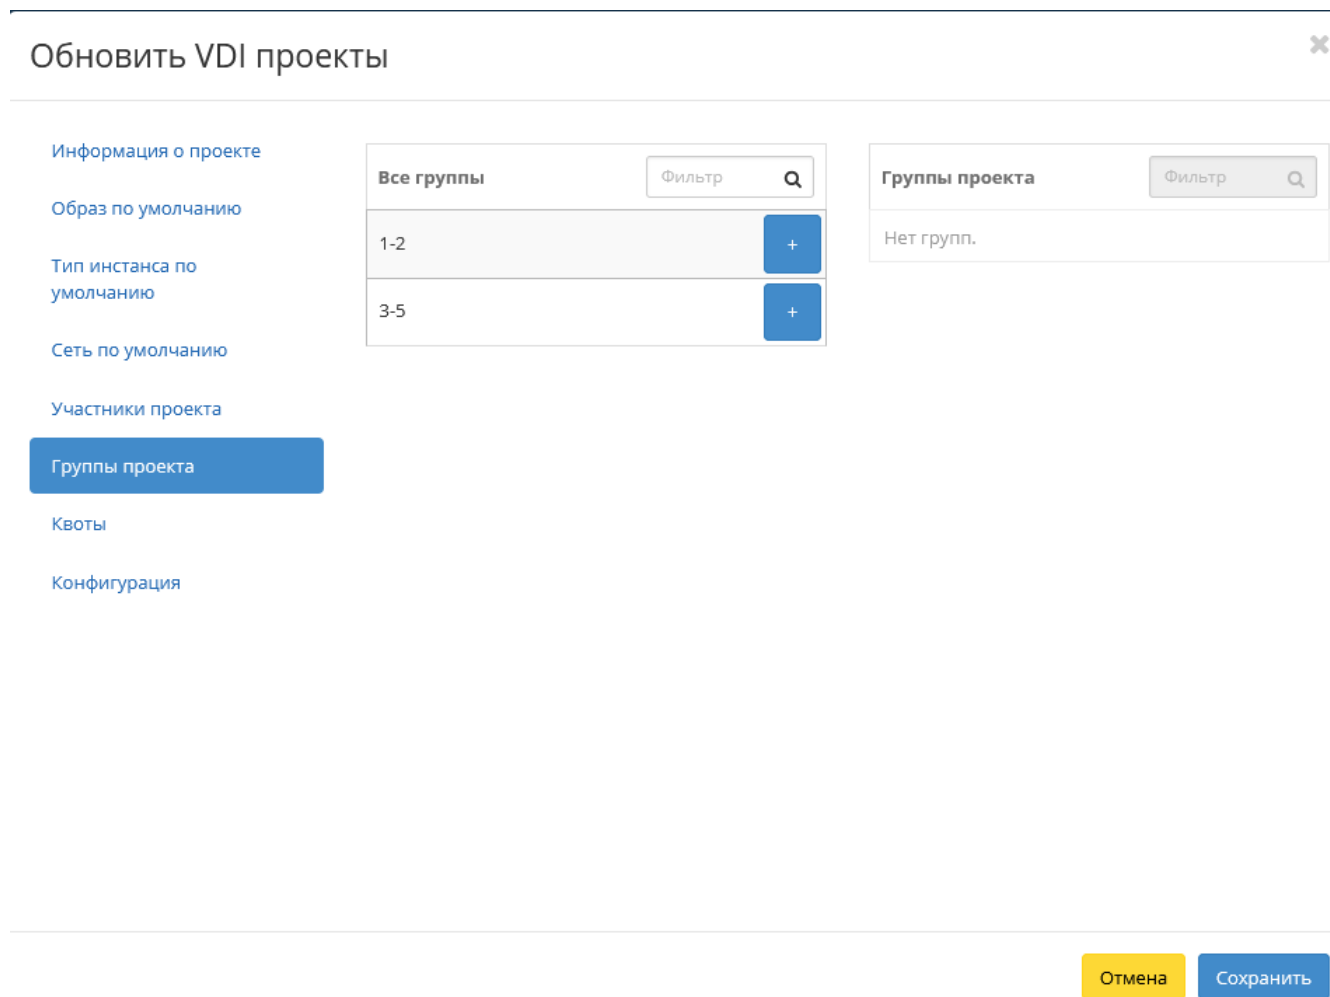 Обновить VDI проекты
Информация о проекте
Образ по умолчанию
Тип инстанса по
умолчанию
Сеть по умолчанию
Участники проекта
Группы проекта
Квоты
Конфигурация
Все группы
Фильтр
1-2
+
3-5
+
Группы проекта
Фильтр
Нет групп.
Отмена
Сохранить